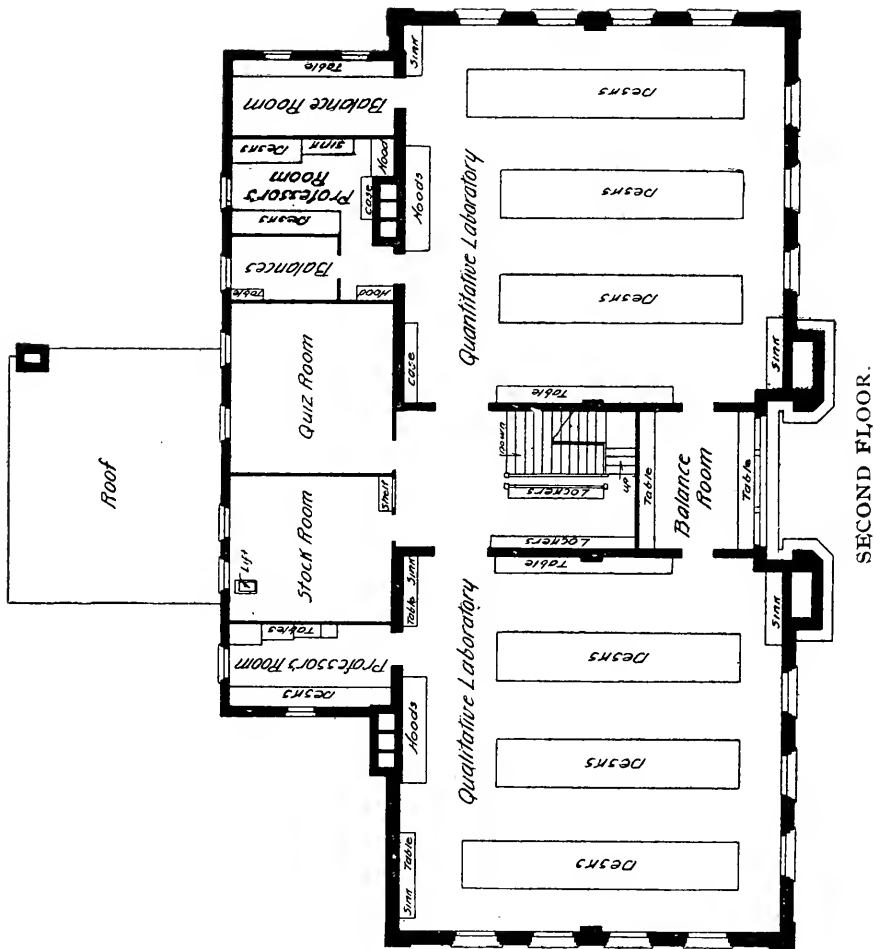 Roof
Balance Room
Table
Sink
Desks
Sink
Hood
Professor's
Room
Case
Desks
Balances
Table
Hood
Hoods
Quantitative Laboratory
Desks
Desks
Desks
Case
Table
Sink
Quiz Room
Stock Room
Lift
Shelf
Down
Up
Lockers
Lockers
Table
Balance
Room
Table
Professor's Room
Tables
Desks
Table Sink
Hoods
Table
Sink
Qualitative Laboratory
Desks
Desks
Desks
Sink Table
SECOND FLOOR.